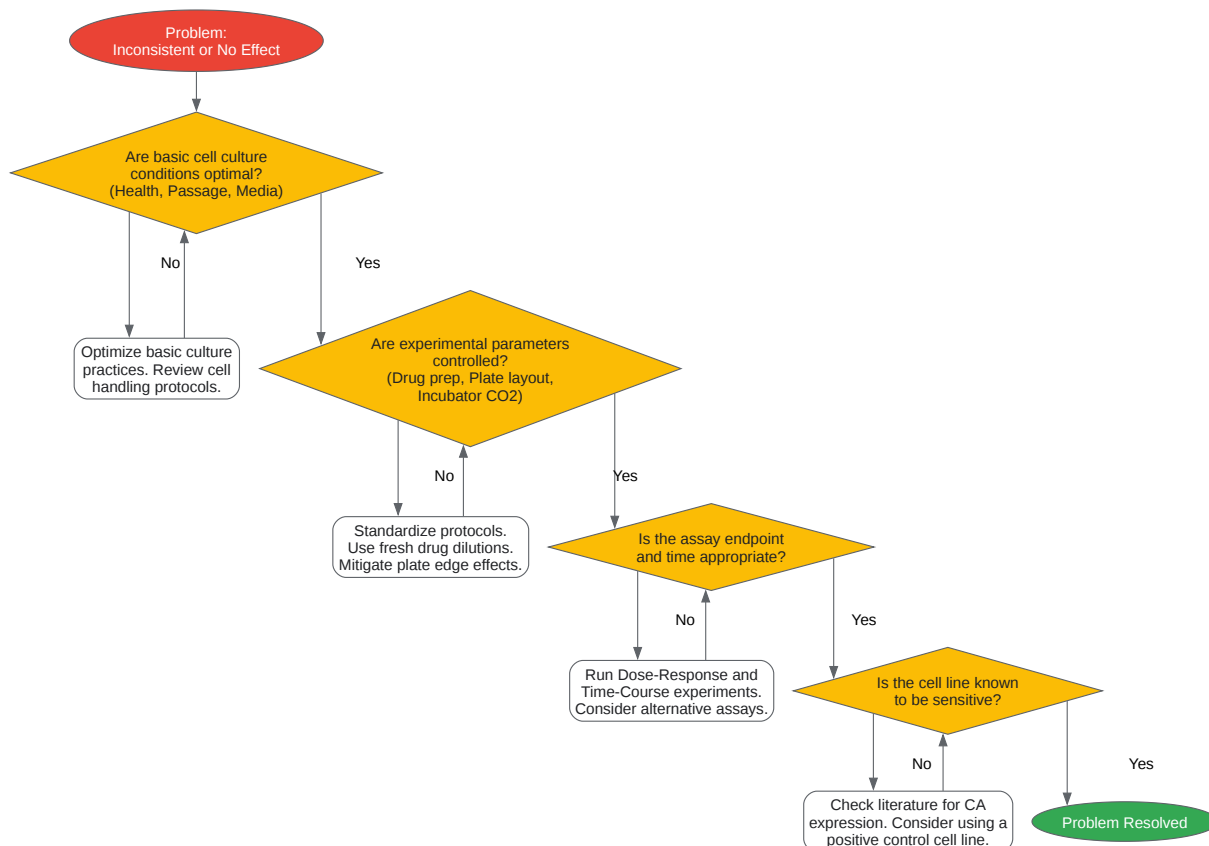 Problem:
Inconsistent or No Effect
Are basic cell culture
conditions optimal?
(Health, Passage, Media)
No
Yes
Optimize basic culture
practices. Review cell
handling protocols.
Are experimental parameters
controlled?
(Drug prep, Plate layout,
Incubator CO2)
No
Yes
Standardize protocols.
Use fresh drug dilutions.
Mitigate plate edge effects.
Is the assay endpoint
and time appropriate?
No
Yes
Run Dose-Response and
Time-Course experiments.
Consider alternative assays.
Is the cell line known
to be sensitive?
No
Yes
Check literature for CA
expression. Consider using a
positive control cell line.
Problem Resolved